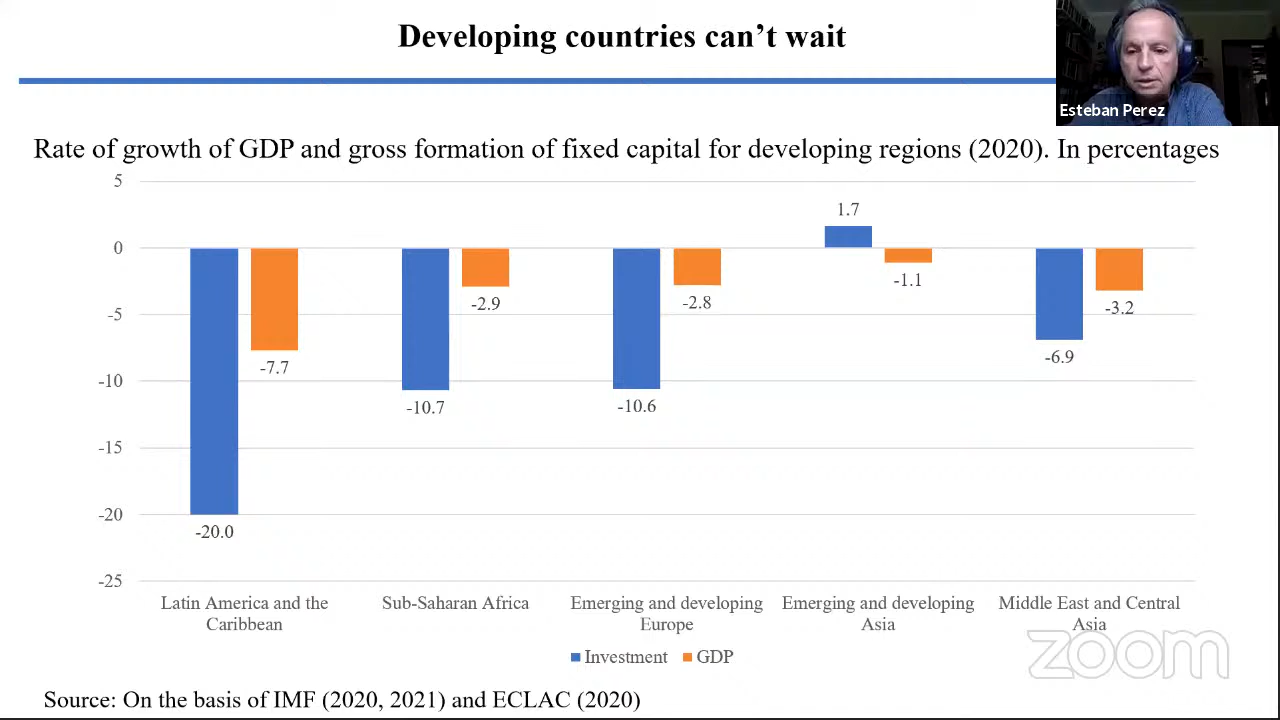 Developing countries can’t wait
Esteban Perez
Rate of growth of GDP and gross formation of fixed capital for developing regions (2020). In percentages
5
0
-5
-10
-15
-20
-25
-20.0
-7.7
-10.7
-2.9
-10.6
-2.8
1.7
-1.1
-6.9
-3.2
Latin America and the
Caribbean
Sub-Saharan Africa
Emerging and developing
Europe
Emerging and developing
Asia
Middle East and Central
Asia
Investment
GDP
zoom
Source: On the basis of IMF (2020, 2021) and ECLAC (2020)